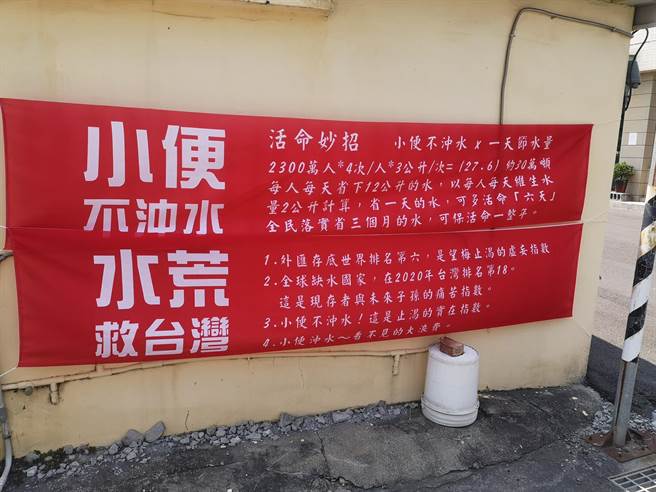 小便
不沖水
活命妙招 小便不沖水 x 一天節水量
2300萬人*4次/人*3公升/次=(27.6)約30萬噸
每人每天省下12公升的水，以每人每天維生水
量2公升計算，省一天的水，可多活命「六天」
全民落實省三個月的水，可保活命一輩子。
水荒
救台灣
1.外匯存底世界排名第六，是望梅止渴的虛妄指數
2.全球缺水國家，在2020年台灣排名第18。
這是現存者與未來子孫的痛苦指數。
3.小便不沖水！這是止渴的實在指數。
4.小便沖水～看不見的大浪費。